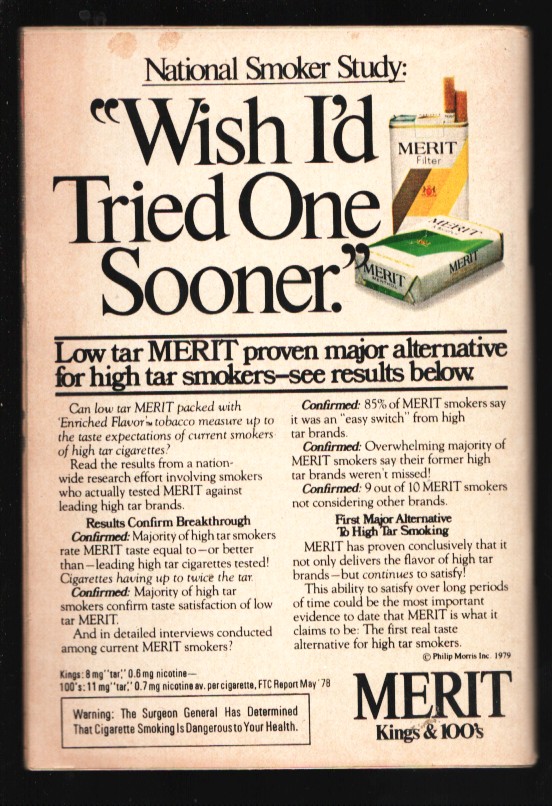 National Smoker Study:
“Wish I’d
Tried One
Sooner.”
MERIT
Filter
MERIT
MERIT
MERIT
Low tar MERIT proven major alternative
for high tar smokers—see results below.
Can low tar MERIT packed with
‘Enriched Flavor’™ tobacco measure up to
the taste expectations of current smokers
of high tar cigarettes?
Read the results from a nation-
wide research effort involving smokers
who actually tested MERIT against
leading high tar brands.
Results Confirm Breakthrough
Confirmed: Majority of high tar smokers
rate MERIT taste equal to—or better
than—leading high tar cigarettes tested!
Cigarettes having up to twice the tar.
Confirmed: Majority of high tar
smokers confirm taste satisfaction of low
tar MERIT.
And in detailed interviews conducted
among current MERIT smokers?
Confirmed: 85% of MERIT smokers say
it was an “easy switch” from high
tar brands.
Confirmed: Overwhelming majority of
MERIT smokers say their former high
tar brands weren’t missed!
Confirmed: 9 out of 10 MERIT smokers
not considering other brands.
First Major Alternative
To High Tar Smoking
MERIT has proven conclusively that it
not only delivers the flavor of high tar
brands—but continues to satisfy!
This ability to satisfy over long periods
of time could be the most important
evidence to date that MERIT is what it
claims to be: The first real taste
alternative for high tar smokers.
© Philip Morris Inc. 1979
Kings: 8 mg “tar,” 0.6 mg nicotine—
100’s: 11 mg “tar,” 0.7 mg nicotine av. per cigarette, FTC Report May ’78
Warning: The Surgeon General Has Determined
That Cigarette Smoking Is Dangerous to Your Health.
MERIT
Kings & 100’s